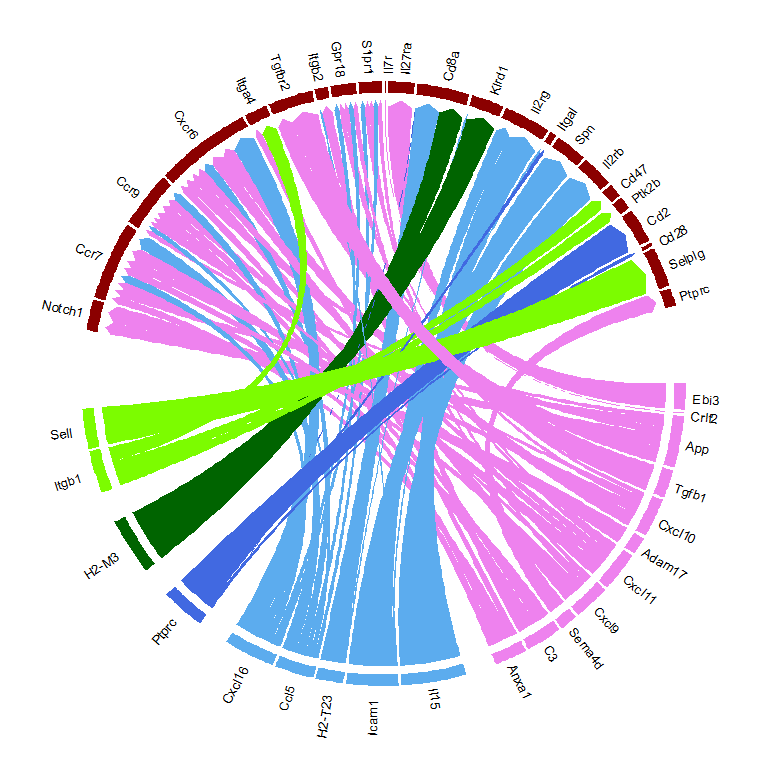 Notch1
Ccr7
Ccr9
Cxcr6
Itga4
Tgfbr2
Itgb2
Gpr18
S1pr1
Il7r
Il27ra
Cd8a
Klrd1
Il2rg
Itgal
Spn
Il2rb
Cd47
Ptk2b
Cd2
Cd28
Selplg
Ptprc
Ebi3
Crlf2
App
Tgfb1
Cxcl10
Adam17
Cxcl11
Cxcl9
Sema4d
C3
Anxa1
Il15
Icam1
H2-T23
Ccl5
Cxcl16
Ptprc
H2-M3
Itgb1
Sell